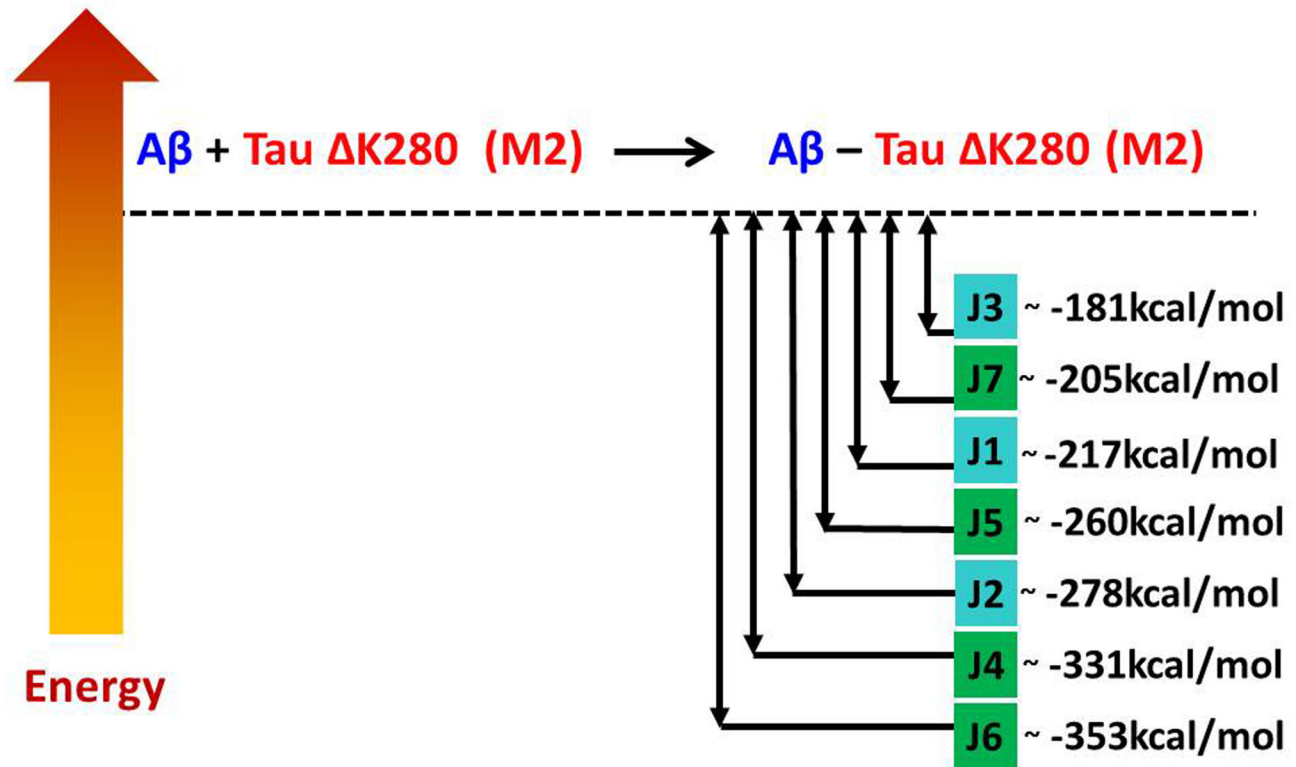 Aβ + Tau ΔK280 (M2) → Aβ – Tau ΔK280 (M2)
J3 ~ -181kcal/mol
J7 ~ -205kcal/mol
J1 ~ -217kcal/mol
J5 ~ -260kcal/mol
J2 ~ -278kcal/mol
J4 ~ -331kcal/mol
Energy
J6 ~ -353kcal/mol